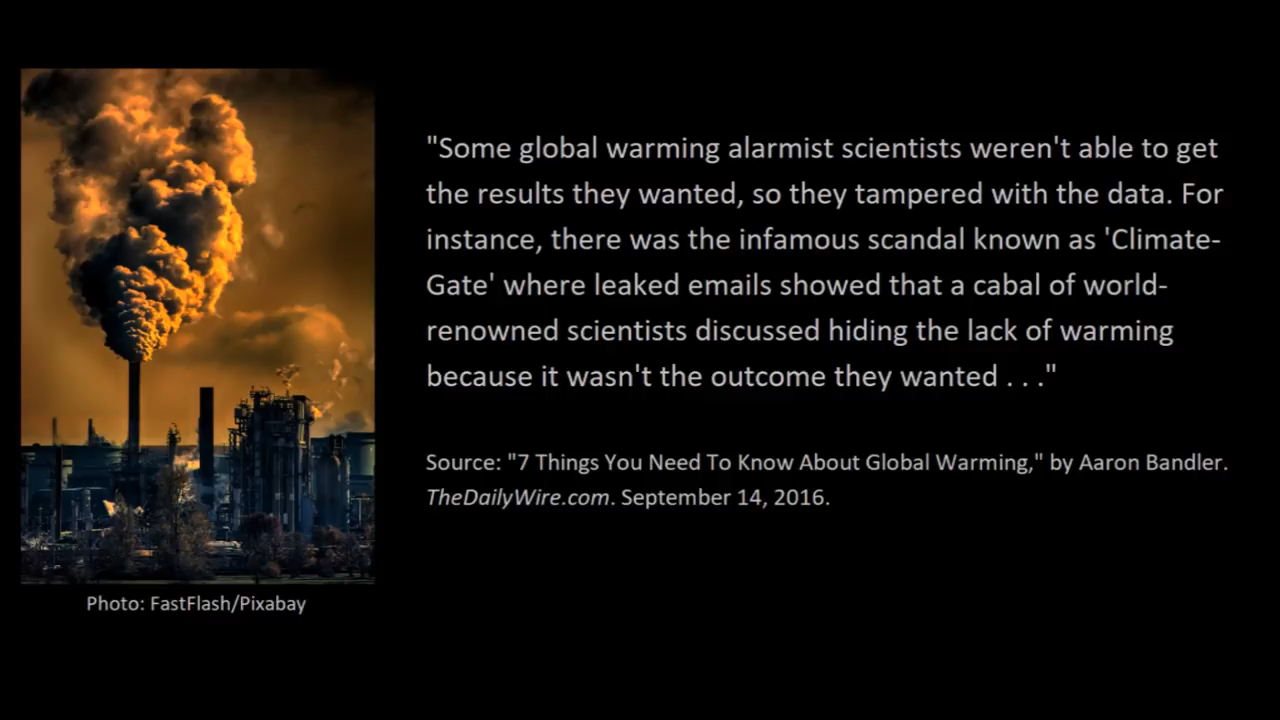 "Some global warming alarmist scientists weren't able to get
the results they wanted, so they tampered with the data. For
instance, there was the infamous scandal known as 'Climate-
Gate' where leaked emails showed that a cabal of world-
renowned scientists discussed hiding the lack of warming
because it wasn't the outcome they wanted . . ."
Source: "7 Things You Need To Know About Global Warming," by Aaron Bandler.
TheDailyWire.com. September 14, 2016.
Photo: FastFlash/Pixabay